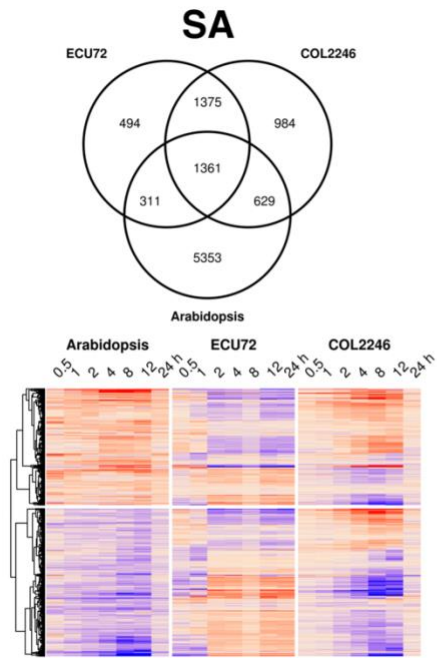 SA
ECU72 COL2246
1375
494 984
1361
311 629
5353
Arabidopsis
Arabidopsis ECU72 COL2246
0.5 1 2 4 8 12 24 h 0.5 1 2 4 8 12 24 h 0.5 1 2 4 8 12 24 h